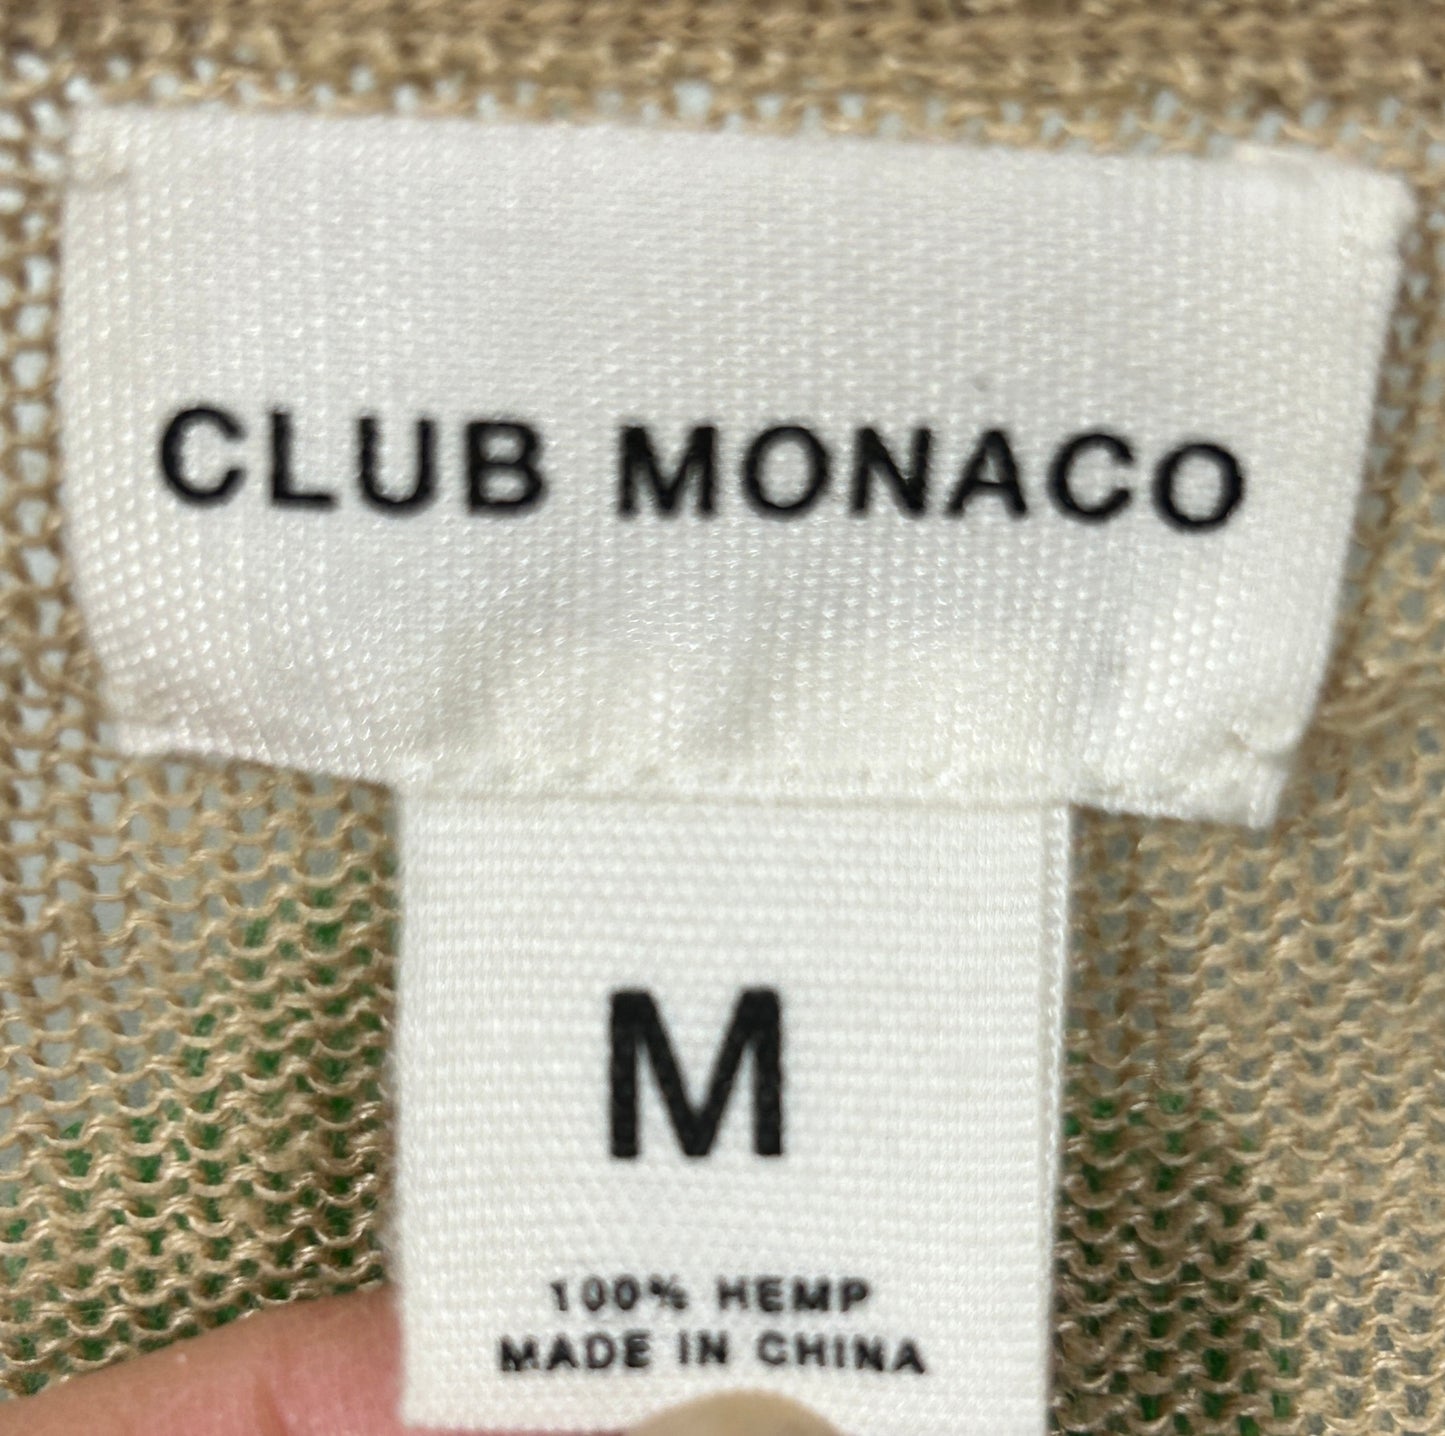 CLUB MONACO
M
100% HEMP
MADE IN CHINA